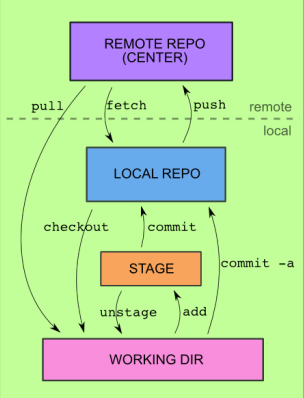 REMOTE REPO
(CENTER)
pull
fetch
push
remote
local
LOCAL REPO
checkout
commit
commit -a
STAGE
unstage
add
WORKING DIR